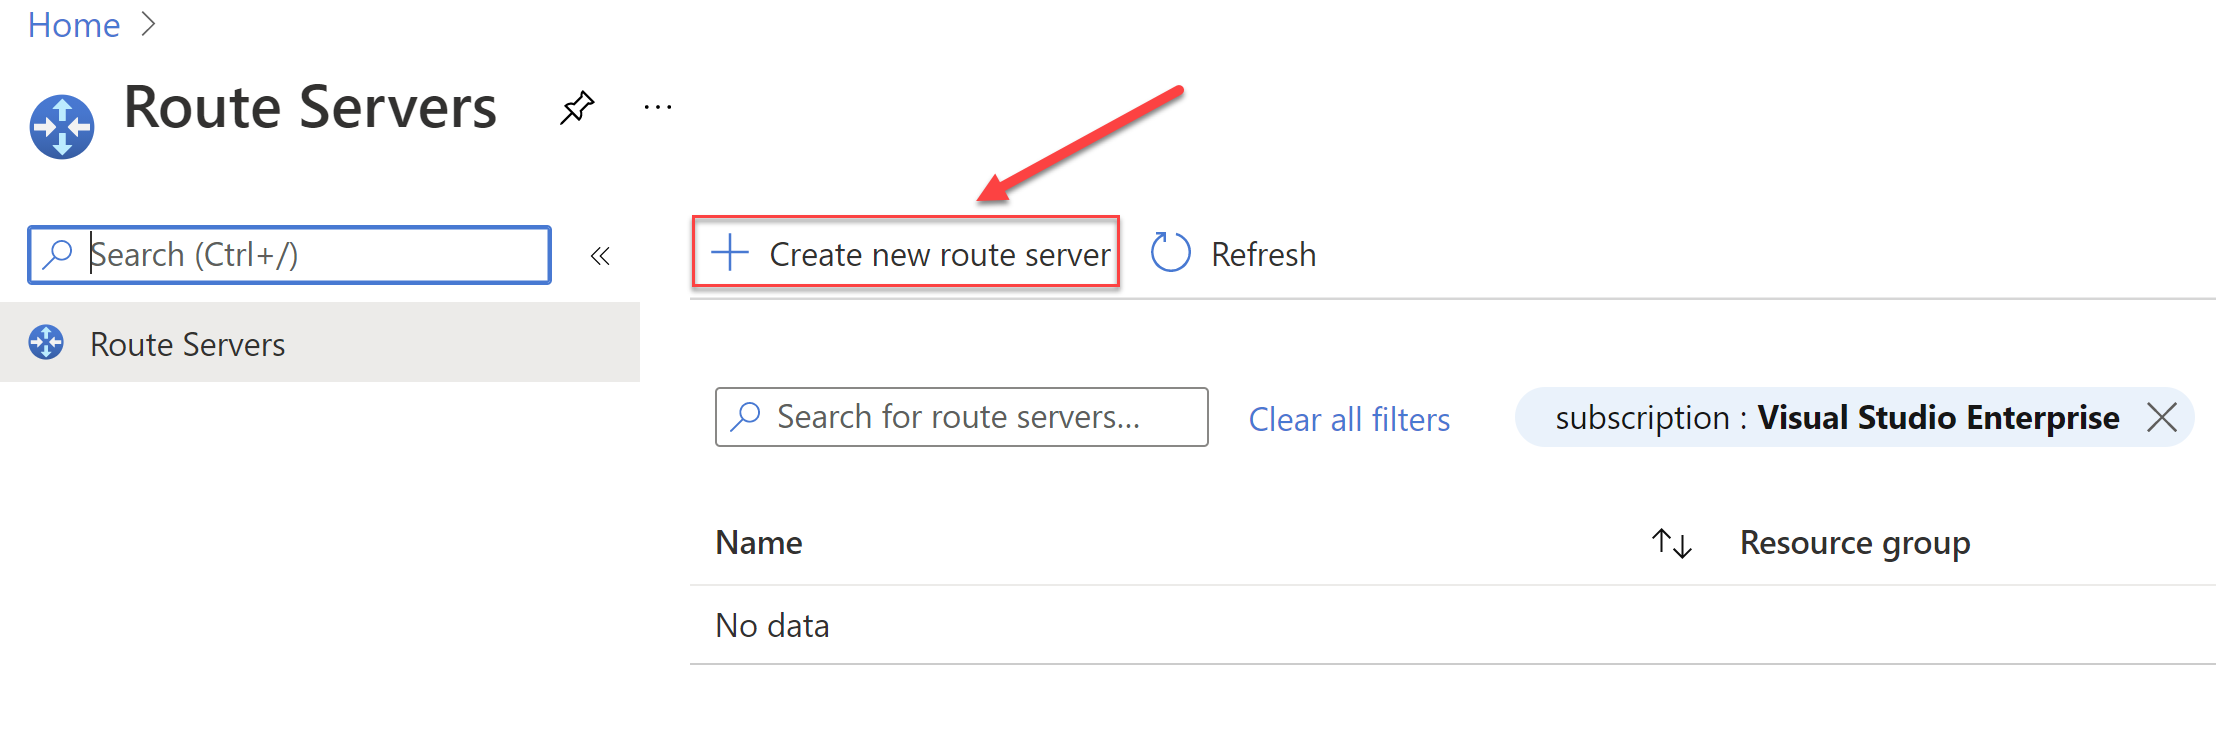 Home
Route Servers
Search (Ctrl+/)
Route Servers
Create new route server
Refresh
Search for route servers...
Clear all filters
subscription : Visual Studio Enterprise
Name
Resource group
No data